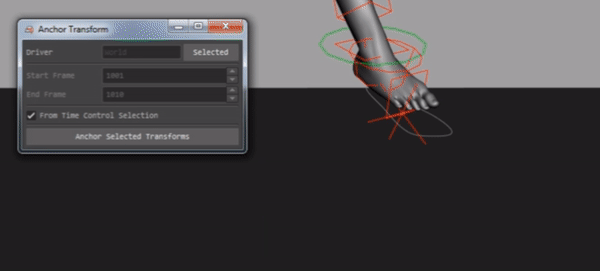 Anchor Transform
Driver world Selected
Start Frame 1001
End Frame 1010
From Time Control Selection
Anchor Selected Transforms